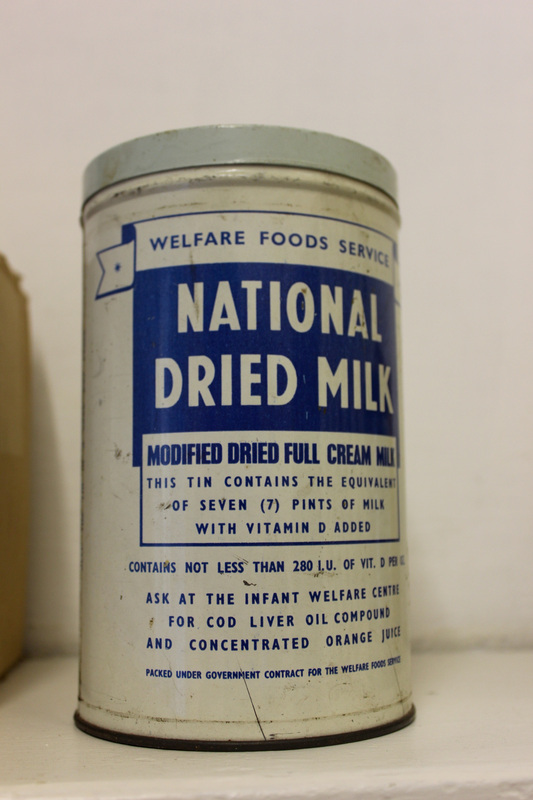 WELFARE FOODS SERVICE
NATIONAL
DRIED MILK
MODIFIED DRIED FULL CREAM MILK
THIS TIN CONTAINS THE EQUIVALENT
OF SEVEN (7) PINTS OF MILK
WITH VITAMIN D ADDED
CONTAINS NOT LESS THAN 280 I.U. OF VIT. D PER
ASK AT THE INFANT WELFARE CENTRE
FOR COD LIVER OIL COMPOUND
AND CONCENTRATED ORANGE JUICE
PACKED UNDER GOVERNMENT CONTRACT FOR THE WELFARE FOODS SERVICE